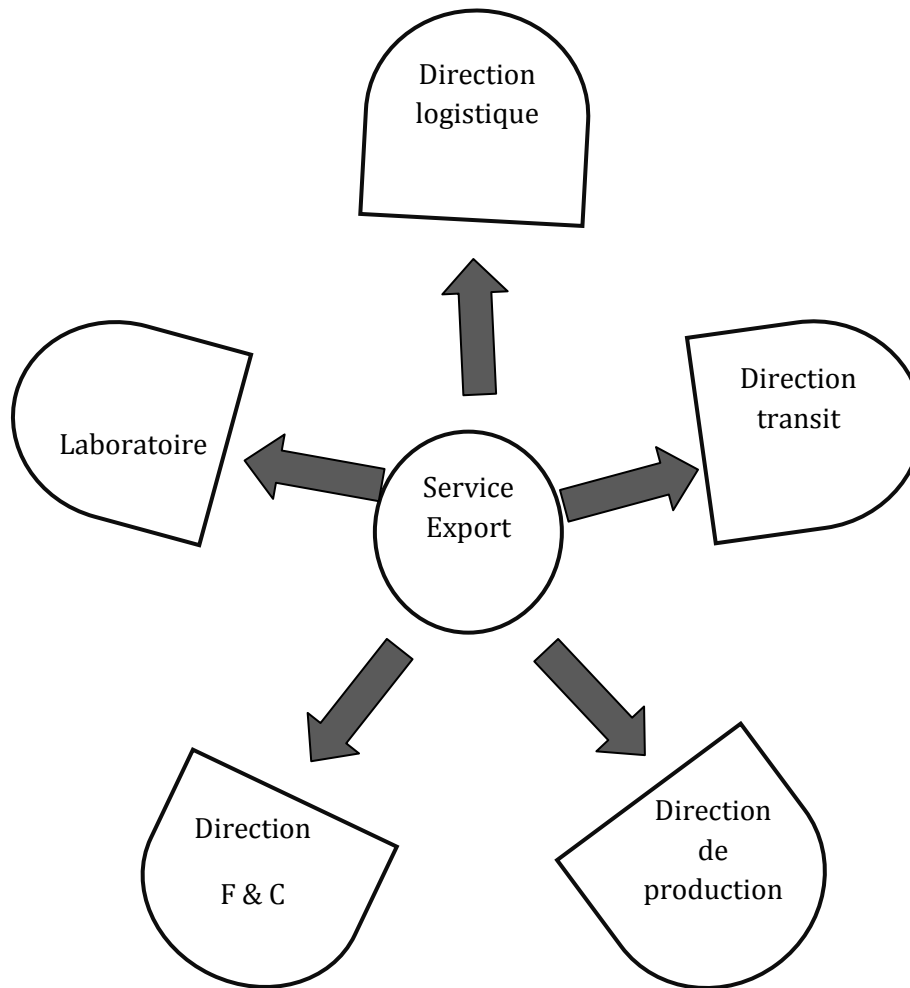 Direction
logistique
Direction
transit
Laboratoire
Service
Export
Direction
F & C
Direction
de
production